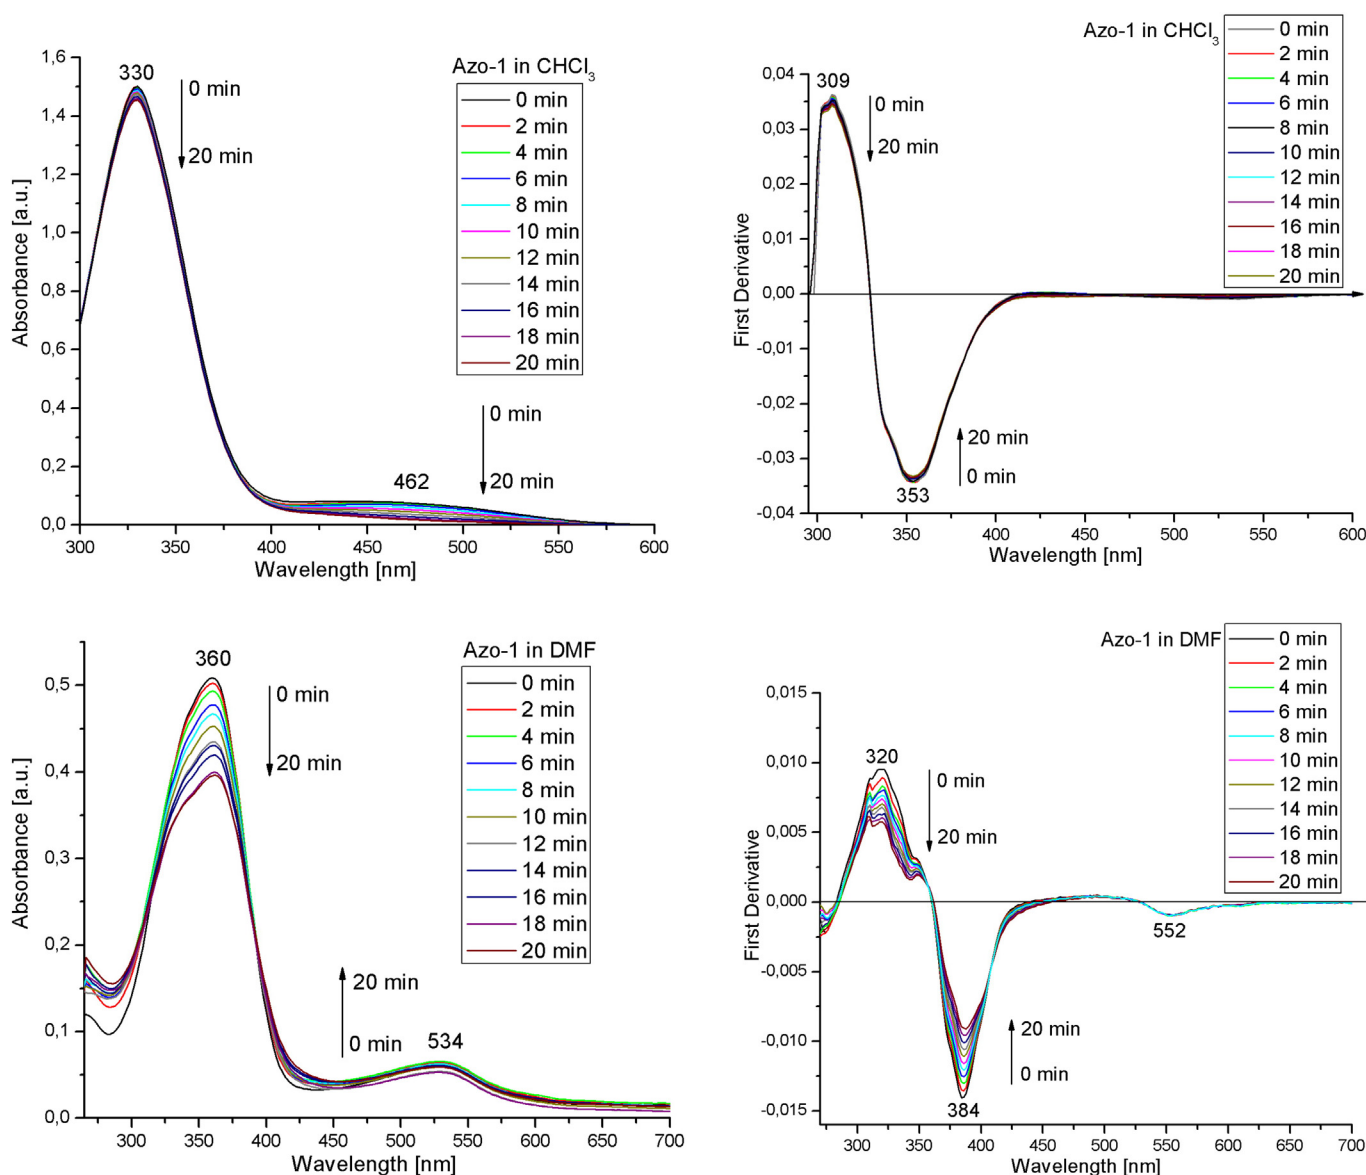 1,6
1,4
1,2
1,0
0,8
0,6
0,4
0,2
0,0
Absorbance [a.u.]
330
0 min
20 min
Azo-1 in CHCl3
0 min
2 min
4 min
6 min
8 min
10 min
12 min
14 min
16 min
18 min
20 min
0 min
462
20 min
300 350 400 450 500 550 600
Wavelength [nm]
Azo-1 in CHCl3
0 min
2 min
4 min
6 min
8 min
10 min
12 min
14 min
16 min
18 min
20 min
0,04
0,03
0,02
0,01
0,00
-0,01
-0,02
-0,03
-0,04
First Derivative
309
0 min
20 min
20 min
0 min
353
300 350 400 450 500 550 600
Wavelength [nm]
0,5
0,4
0,3
0,2
0,1
0,0
Absorbance [a.u.]
360
0 min
20 min
Azo-1 in DMF
0 min
2 min
4 min
6 min
8 min
10 min
12 min
14 min
16 min
18 min
20 min
20 min
0 min
534
300 350 400 450 500 550 600 650 700
Wavelength [nm]
Azo-1 in DMF
0 min
2 min
4 min
6 min
8 min
10 min
12 min
14 min
16 min
18 min
20 min
0,015
0,010
0,005
0,000
-0,005
-0,010
-0,015
First Derivative
320
0 min
20 min
552
20 min
0 min
384
300 350 400 450 500 550 600 650 700
Wavelength [nm]